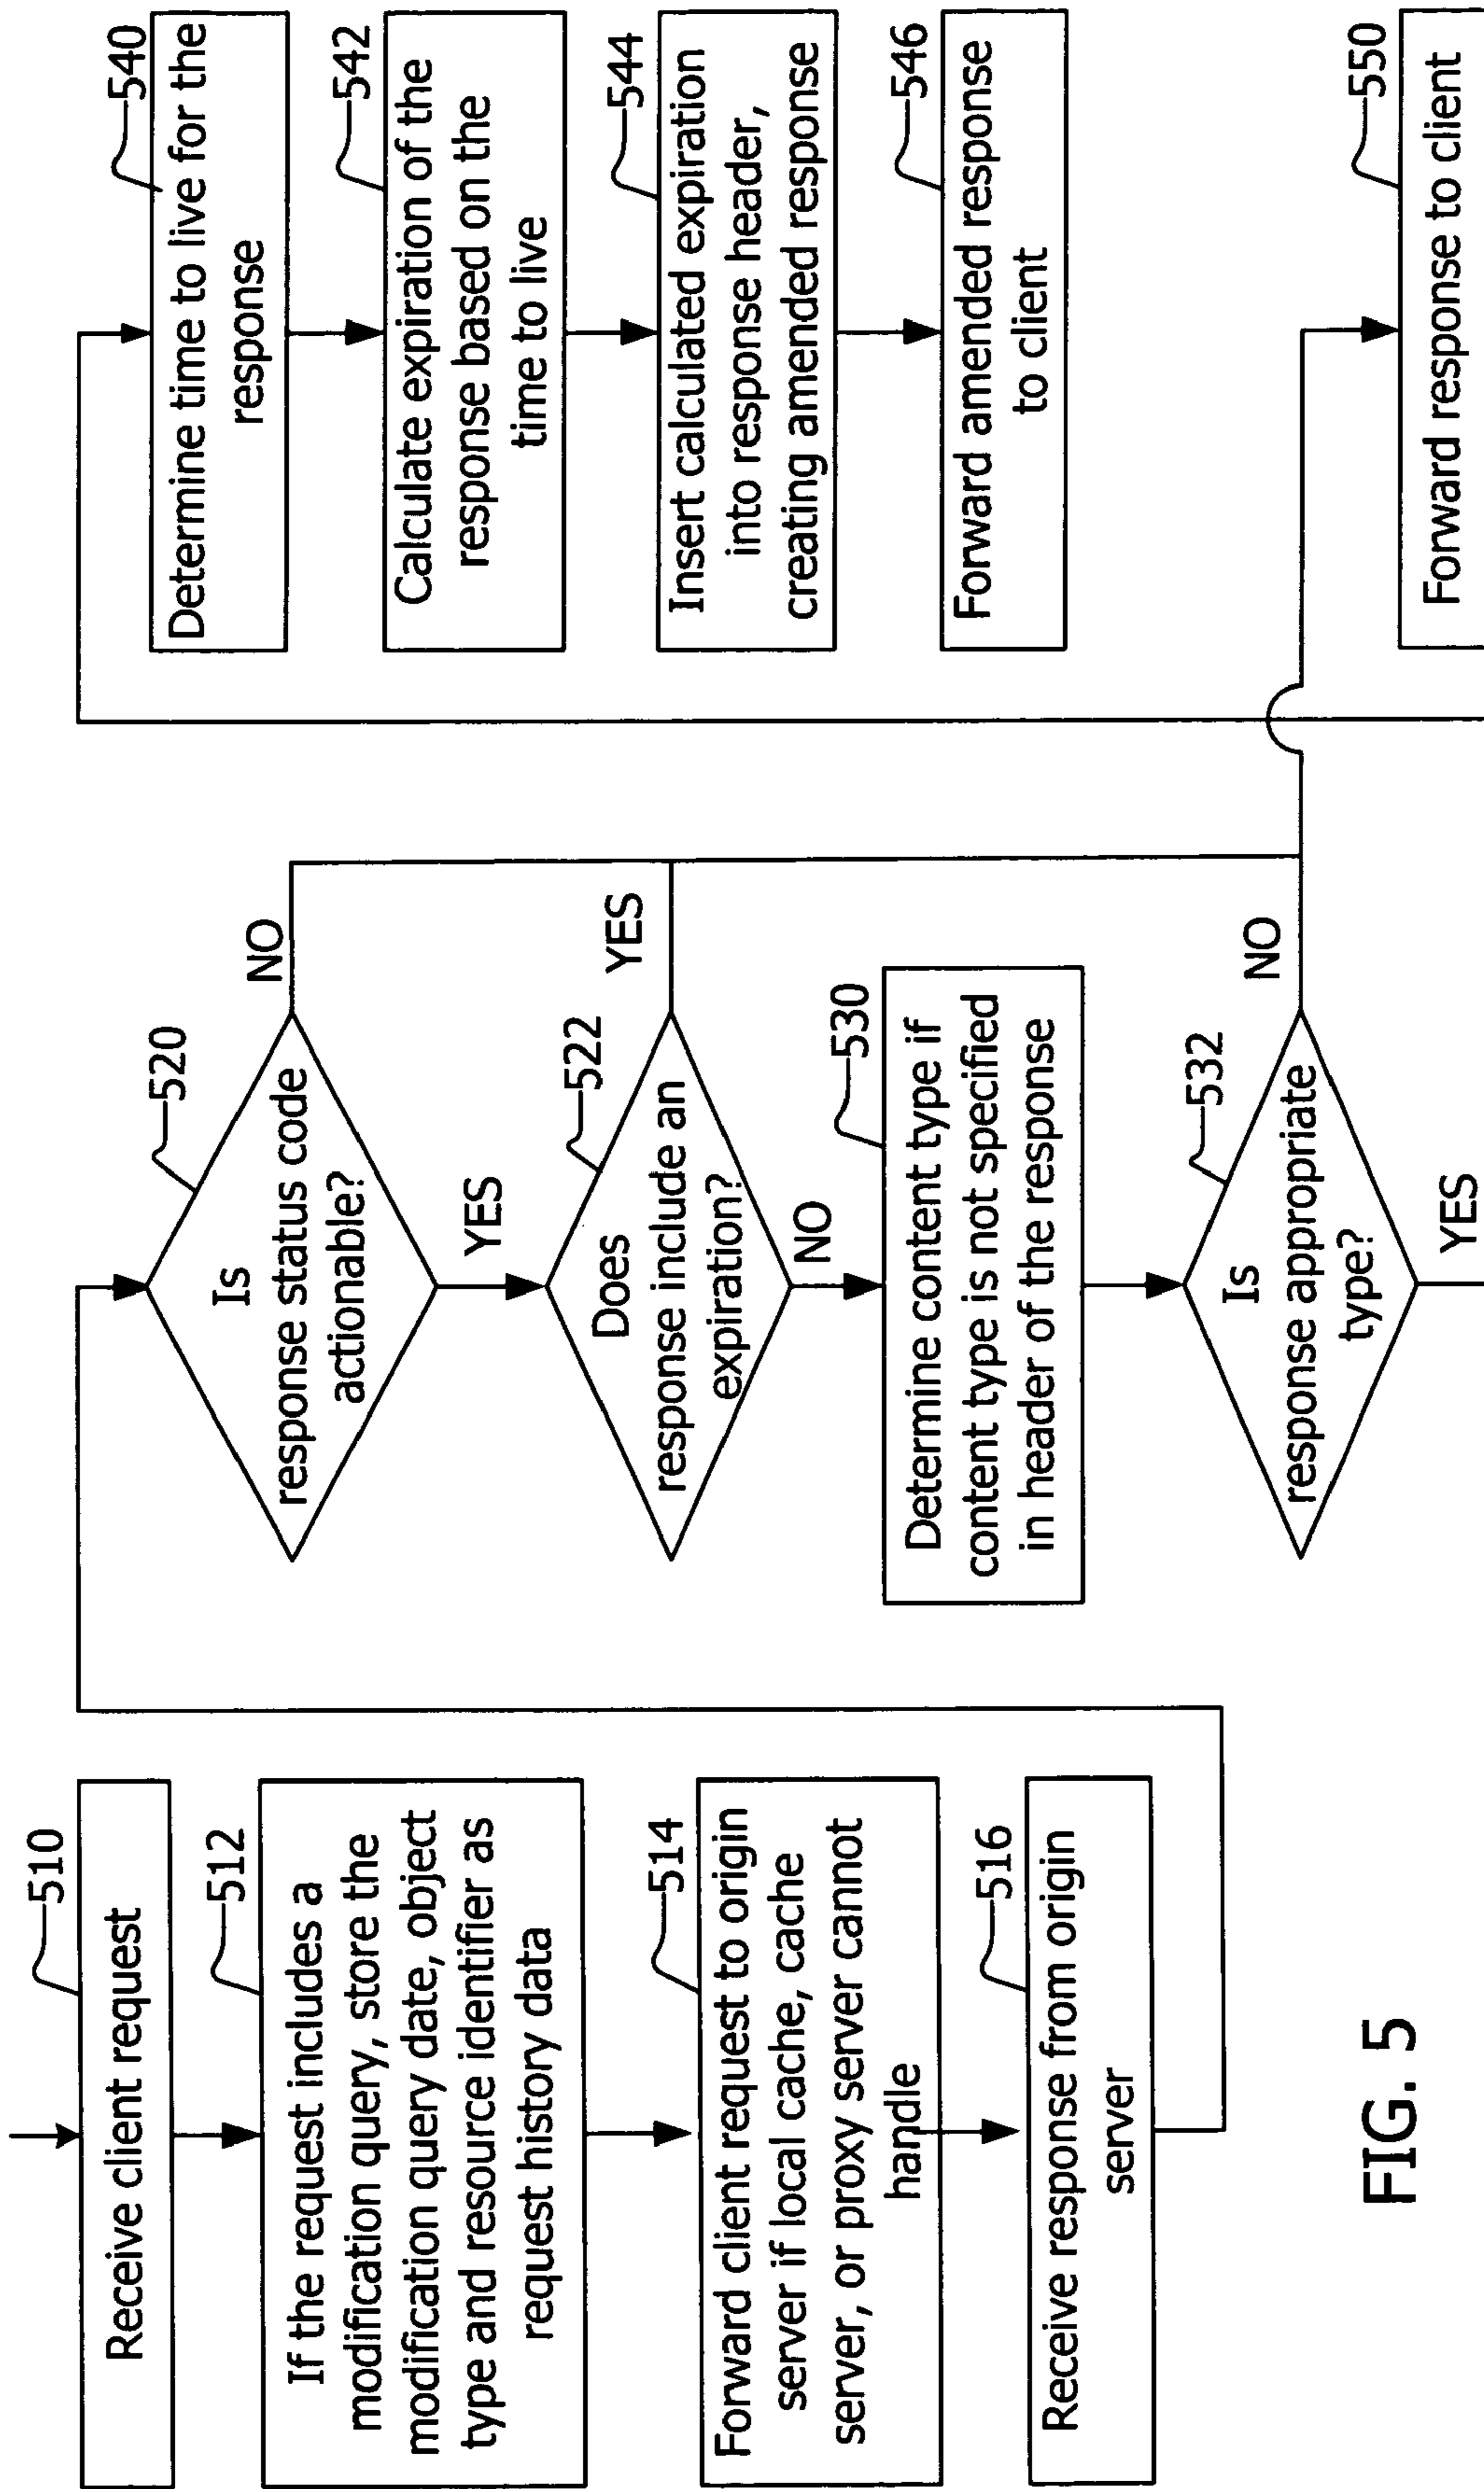 510
Receive client request
512
If the request includes a
modification query, store the
modification query date, object
type and resource identifier as
request history data
514
Forward client request to origin
server if local cache, cache
server, or proxy server cannot
handle
516
Receive response from origin
server
520
Is
response status code
actionable?
NO
YES
522
Does
response include an
expiration?
YES
NO
530
Determine content type if
content type is not specified
in header of the response
532
Is
response appropriate
type?
NO
YES
540
Determine time to live for the
response
542
Calculate expiration of the
response based on the
time to live
544
Insert calculated expiration
into response header,
creating amended response
546
Forward amended response
to client
550
Forward response to client
FIG. 5